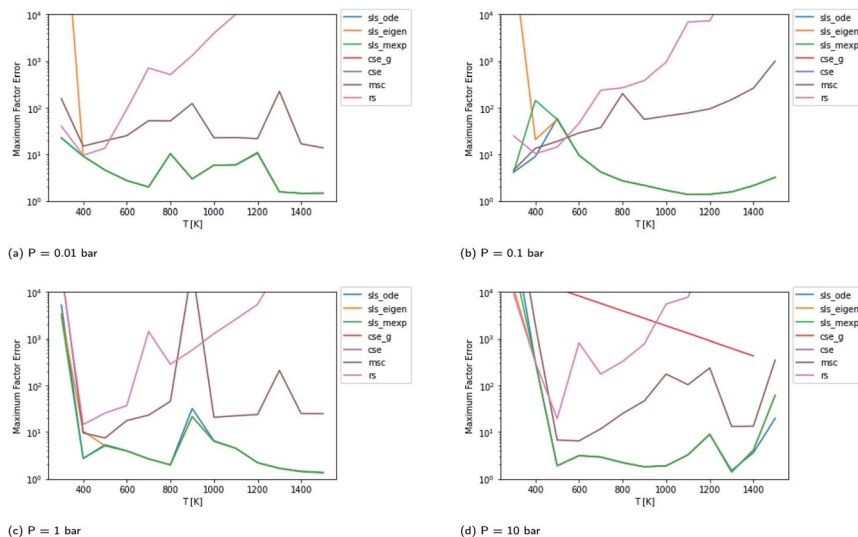 10⁴
10³
10²
10¹
10⁰
Maximum Factor Error
400 600 800 1000 1200 1400
T [K]
sls_ode
sls_eigen
sls_mexp
cse_g
cse
msc
rs
(a) P = 0.01 bar
10⁴
10³
10²
10¹
10⁰
Maximum Factor Error
400 600 800 1000 1200 1400
T [K]
sls_ode
sls_eigen
sls_mexp
cse_g
cse
msc
rs
(b) P = 0.1 bar
10⁴
10³
10²
10¹
10⁰
Maximum Factor Error
400 600 800 1000 1200 1400
T [K]
sls_ode
sls_eigen
sls_mexp
cse_g
cse
msc
rs
(c) P = 1 bar
10⁴
10³
10²
10¹
10⁰
Maximum Factor Error
400 600 800 1000 1200 1400
T [K]
sls_ode
sls_eigen
sls_mexp
cse_g
cse
msc
rs
(d) P = 10 bar